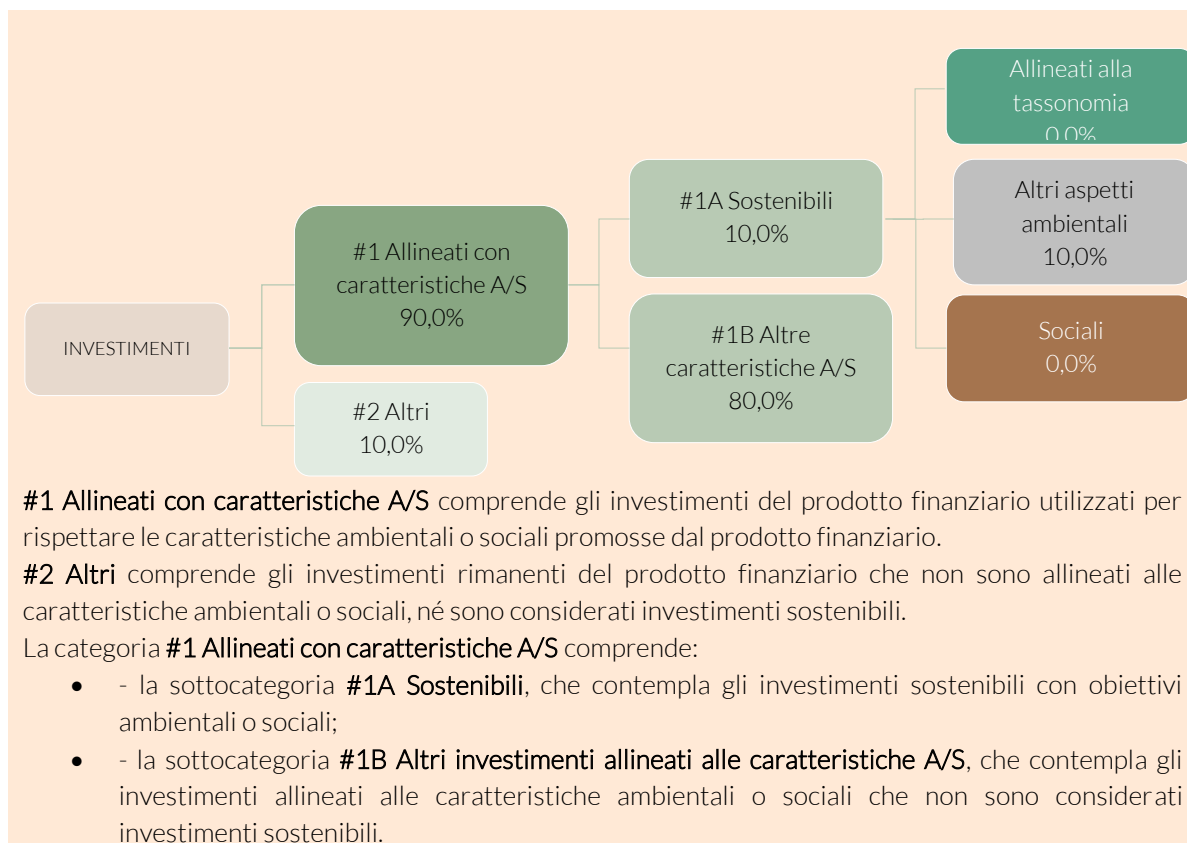 Allineati alla
tassonomia
0,0%
#1A Sostenibili
10,0%
Altri aspetti
ambientali
10,0%
#1 Allineati con
caratteristiche A/S
90,0%
INVESTIMENTI
#1B Altre
caratteristiche A/S
80,0%
Sociali
0,0%
#2 Altri
10,0%
#1 Allineati con caratteristiche A/S comprende gli investimenti del prodotto finanziario utilizzati per
rispettare le caratteristiche ambientali o sociali promosse dal prodotto finanziario.
#2 Altri comprende gli investimenti rimanenti del prodotto finanziario che non sono allineati alle
caratteristiche ambientali o sociali, né sono considerati investimenti sostenibili.
La categoria #1 Allineati con caratteristiche A/S comprende:
• - la sottocategoria #1A Sostenibili, che contempla gli investimenti sostenibili con obiettivi
ambientali o sociali;
• - la sottocategoria #1B Altri investimenti allineati alle caratteristiche A/S, che contempla gli
investimenti allineati alle caratteristiche ambientali o sociali che non sono considerati
investimenti sostenibili.